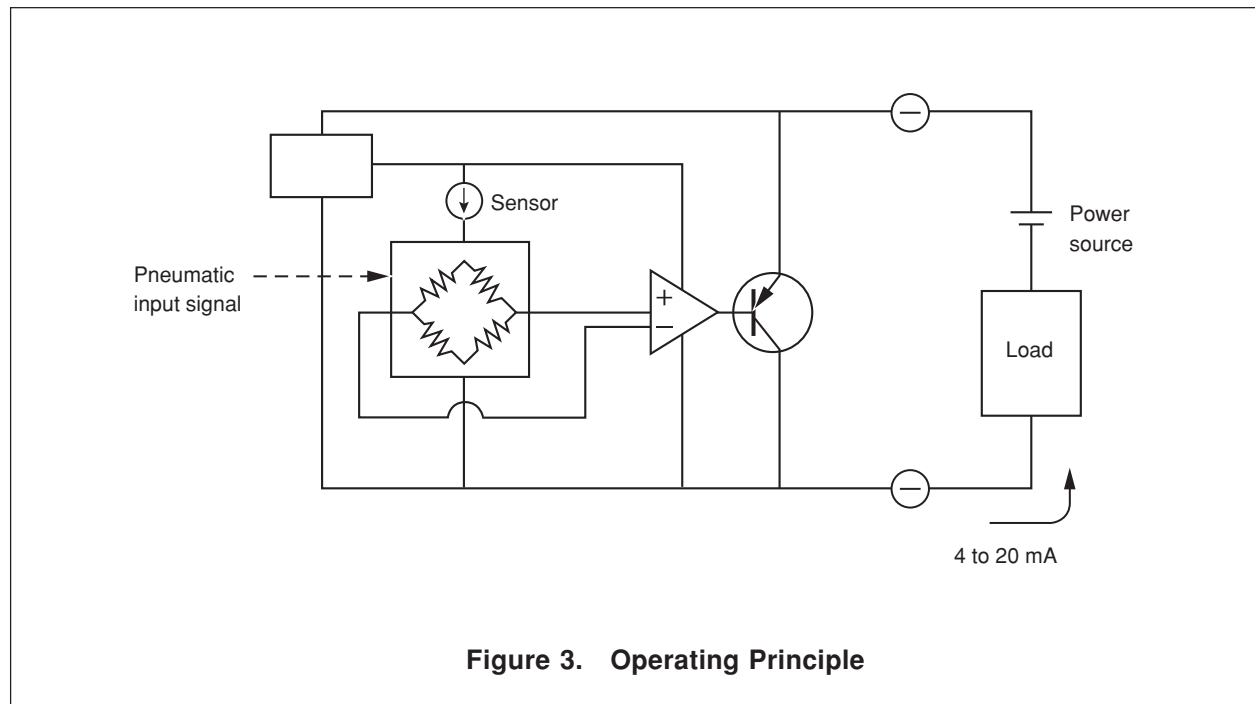 Sensor
Power
source
Pneumatic
input signal
+
−
Load
4 to 20 mA
Figure 3. Operating Principle